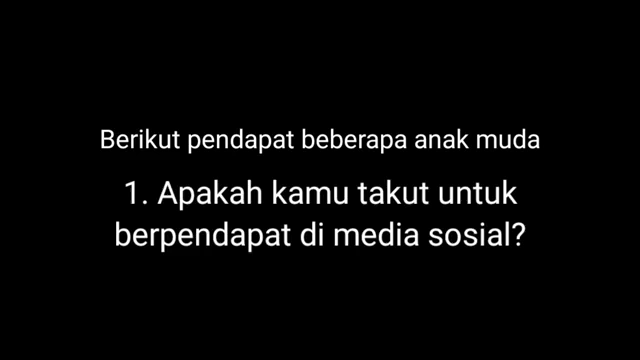 Berikut pendapat beberapa anak muda
1. Apakah kamu takut untuk
berpendapat di media sosial?